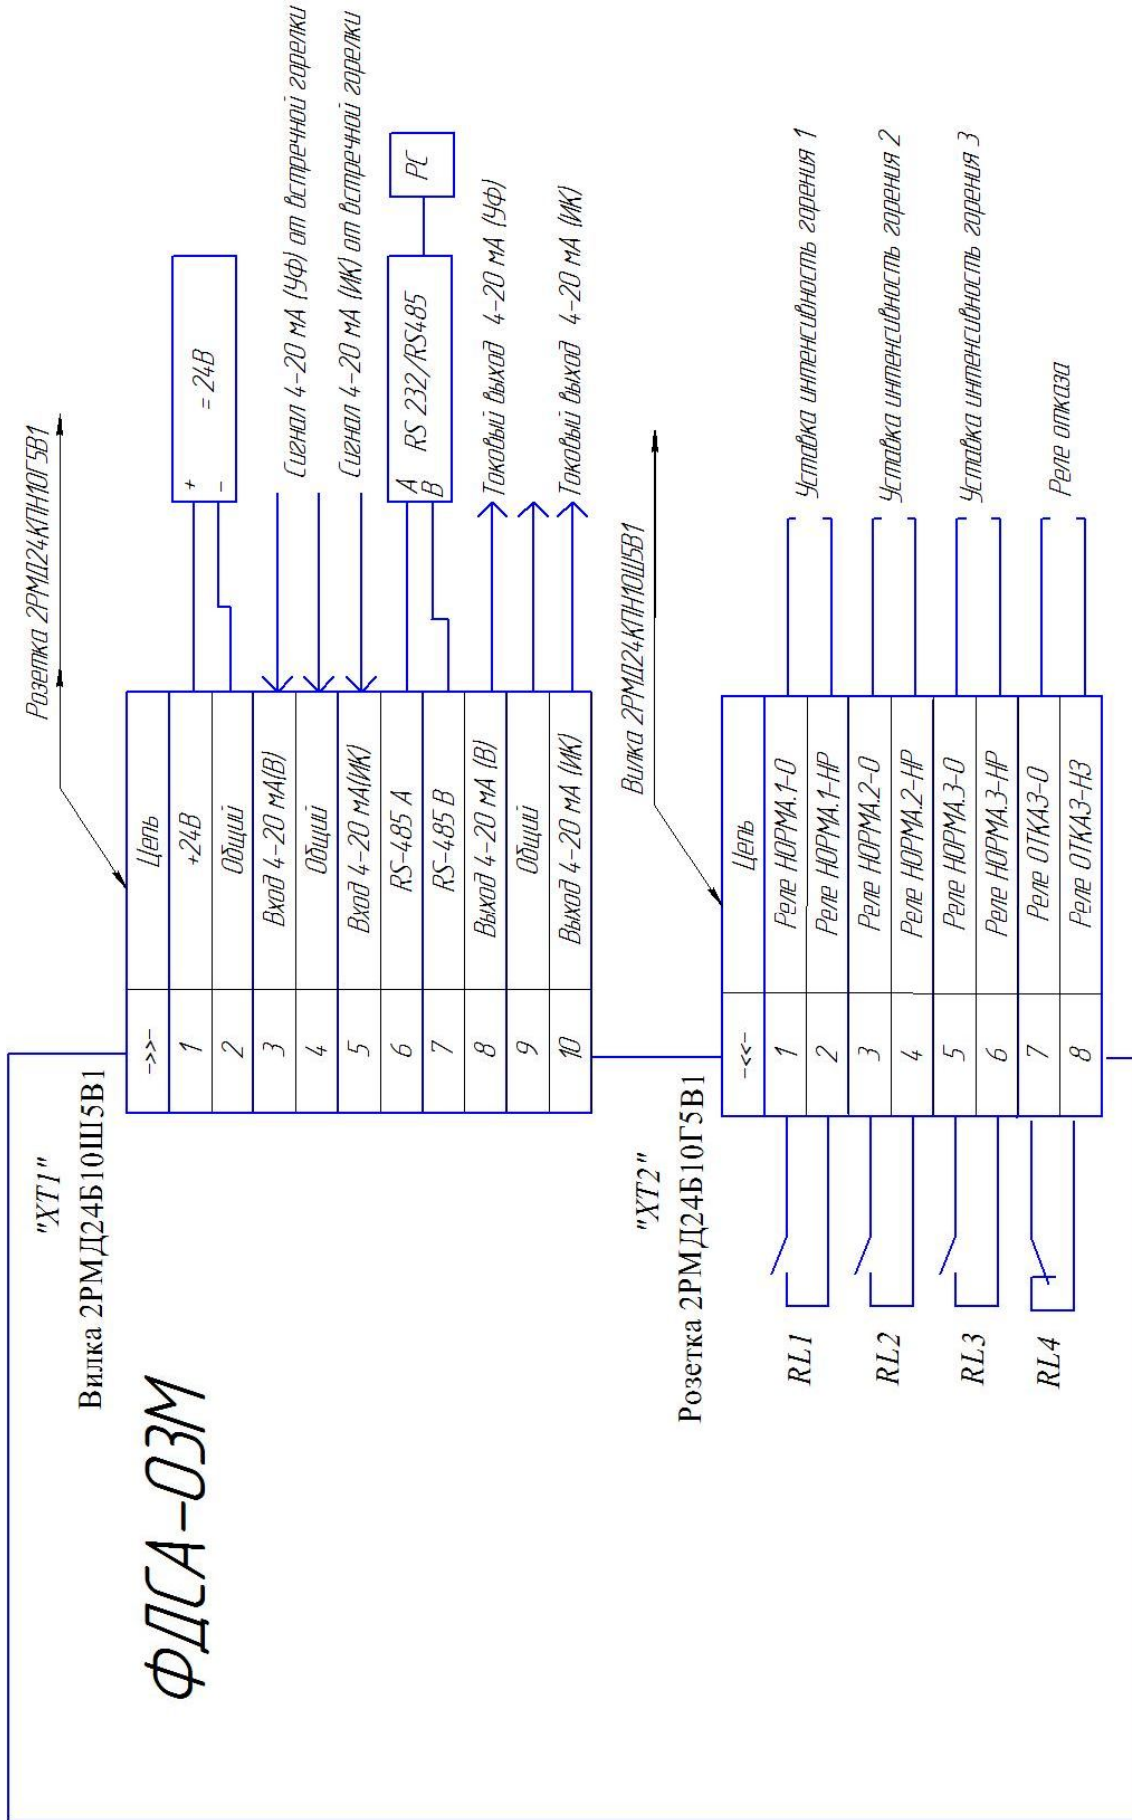 ФДСА-03М
"ХТ1"
Вилка 2РМД24Б10Ш5В1
Розетка 2РМД24КПН10Г5В1
->>- Цепь
1 +24В
2 Общий
3 Вход 4-20 мА(В)
4 Общий
5 Вход 4-20 мА(ИК)
6 RS-485 А
7 RS-485 В
8 Выход 4-20 мА (В)
9 Общий
10 Выход 4-20 мА (ИК)
+
-
= 24В
Сигнал 4-20 мА (УФ) от встречной горелки
Сигнал 4-20 мА (ИК) от встречной горелки
А
В
RS 232/RS485
PC
Токовый выход 4-20 мА (УФ)
Токовый выход 4-20 мА (ИК)
"ХТ2"
Розетка 2РМД24Б10Г5В1
Вилка 2РМД24КПН10Ш5В1
-<<- Цепь
1 Реле НОРМА.1-0
2 Реле НОРМА.1-НР
3 Реле НОРМА.2-0
4 Реле НОРМА.2-НР
5 Реле НОРМА.3-0
6 Реле НОРМА.3-НР
7 Реле ОТКАЗ-0
8 Реле ОТКАЗ-НЗ
RL1
RL2
RL3
RL4
Уставка интенсивность горения 1
Уставка интенсивность горения 2
Уставка интенсивность горения 3
Реле отказа